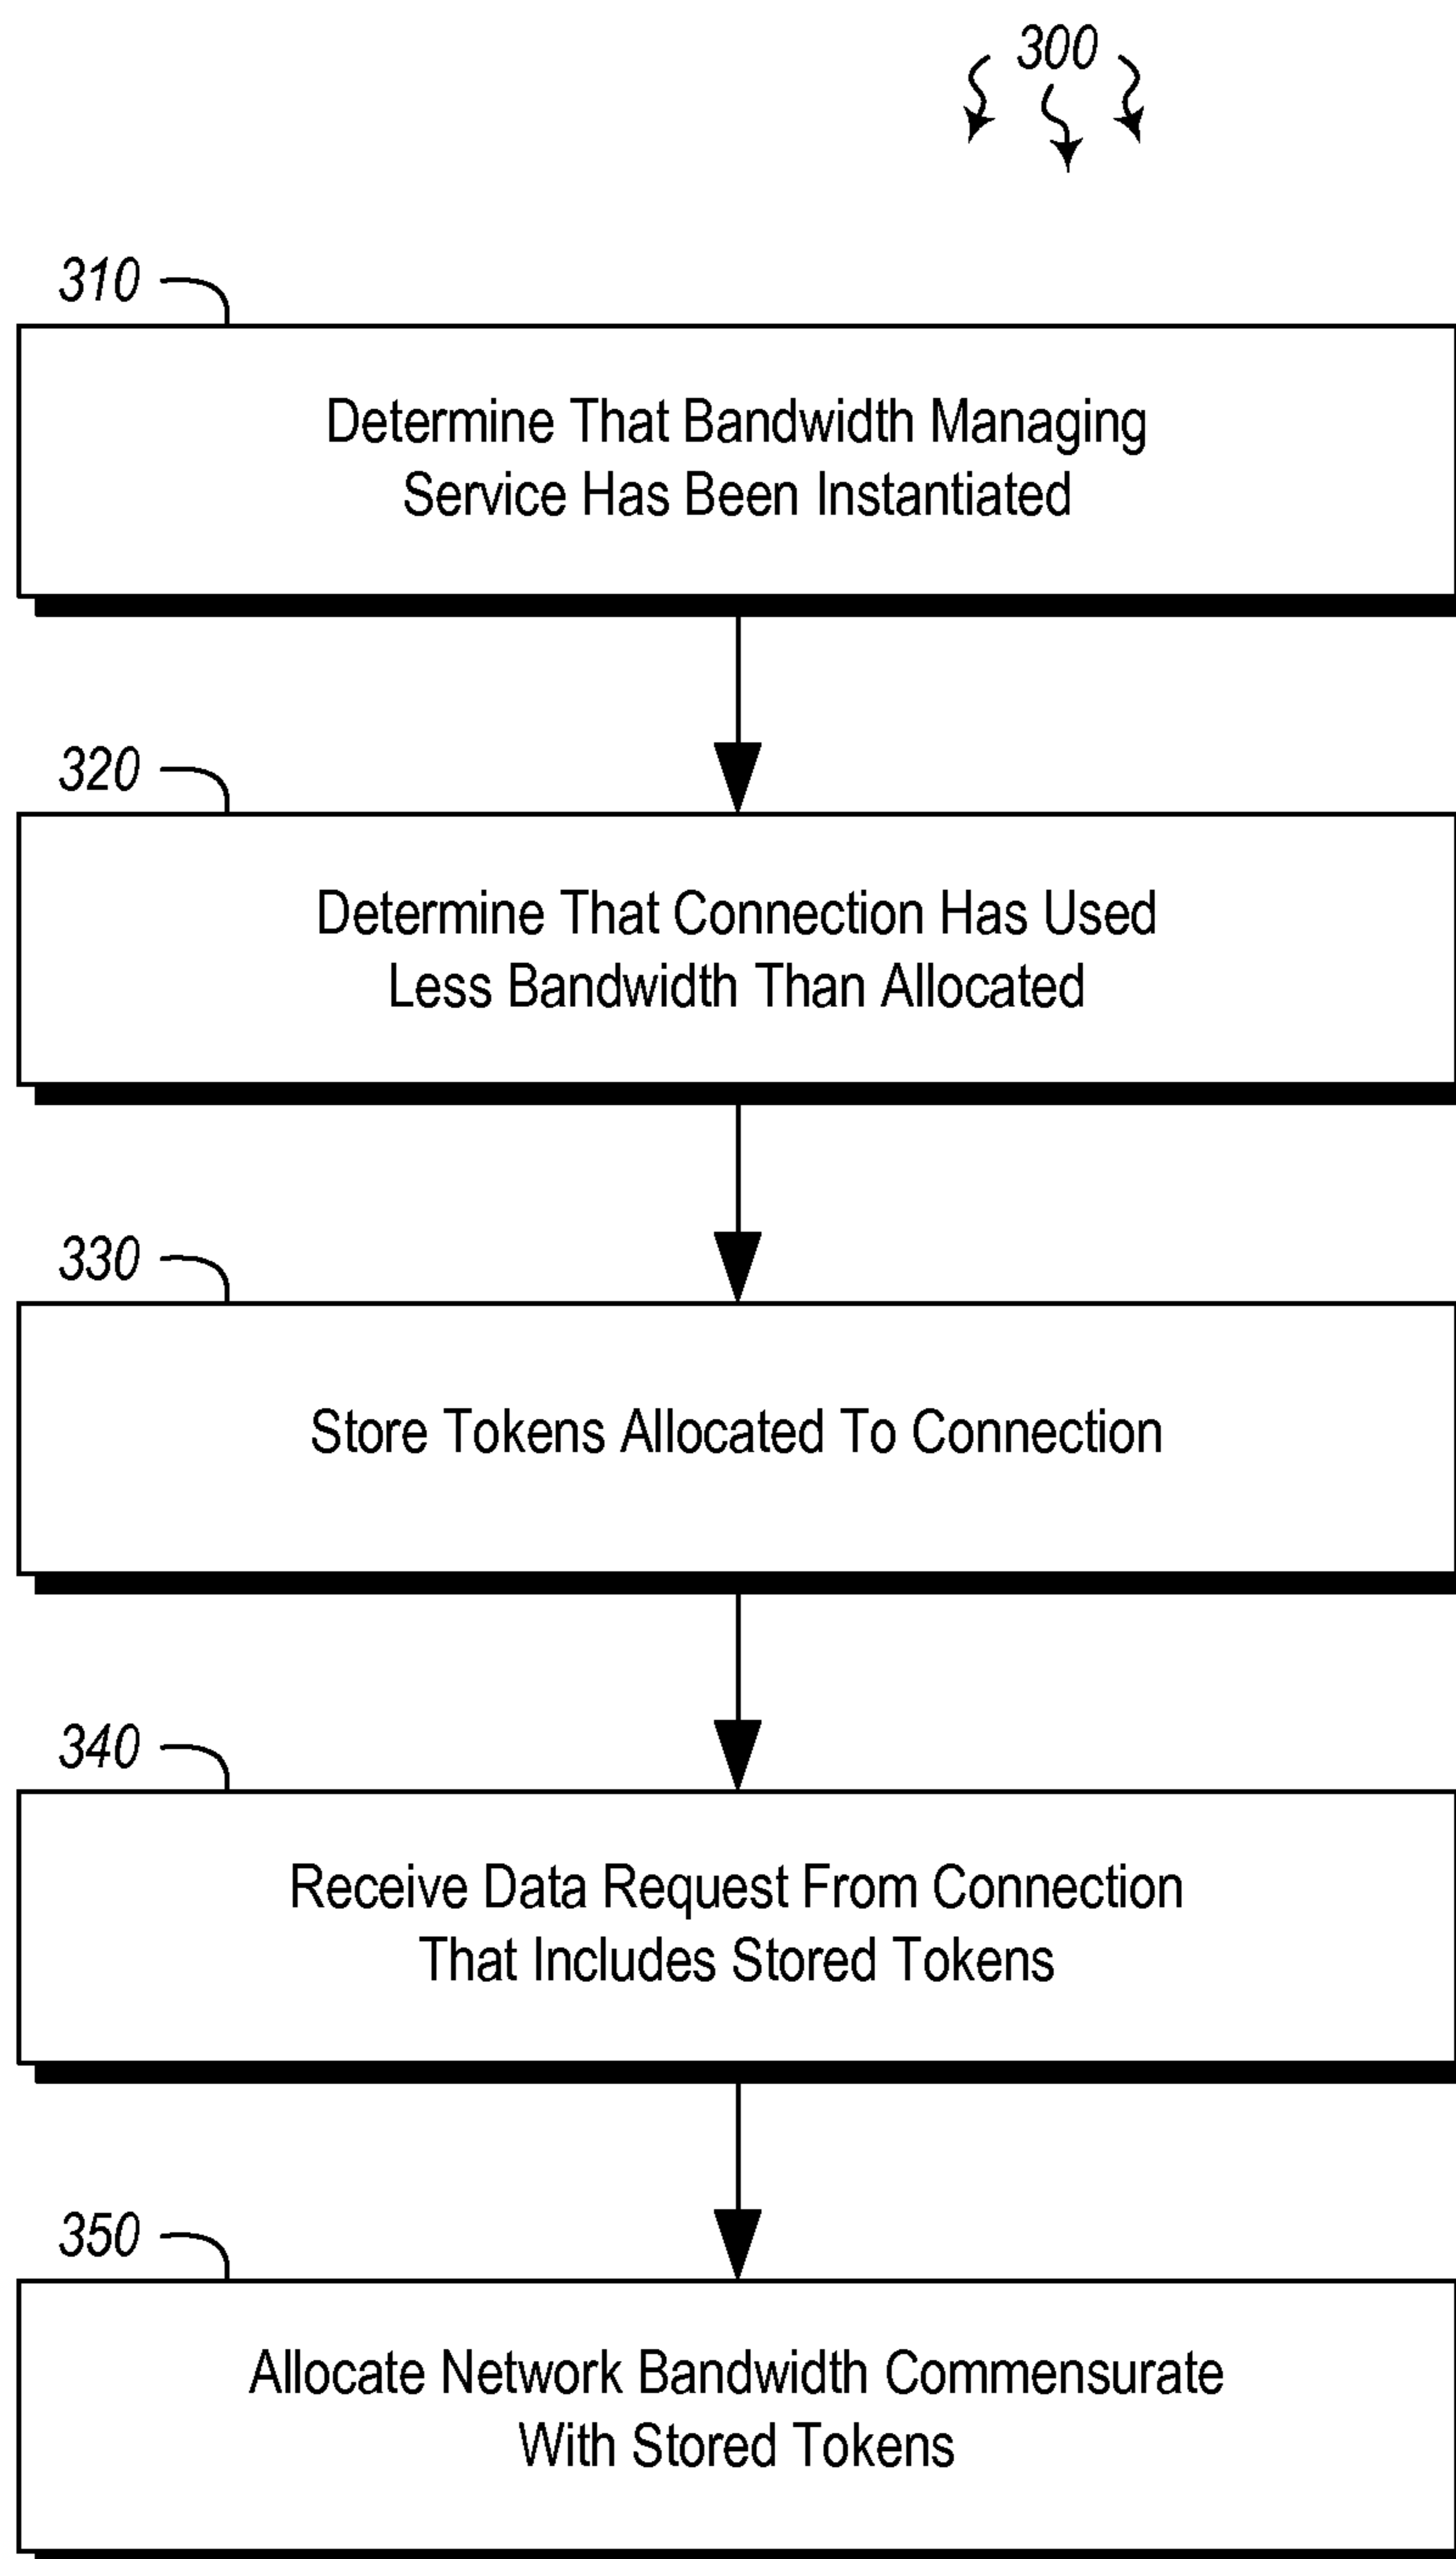 300
310
Determine That Bandwidth Managing
Service Has Been Instantiated
320
Determine That Connection Has Used
Less Bandwidth Than Allocated
330
Store Tokens Allocated To Connection
340
Receive Data Request From Connection
That Includes Stored Tokens
350
Allocate Network Bandwidth Commensurate
With Stored Tokens